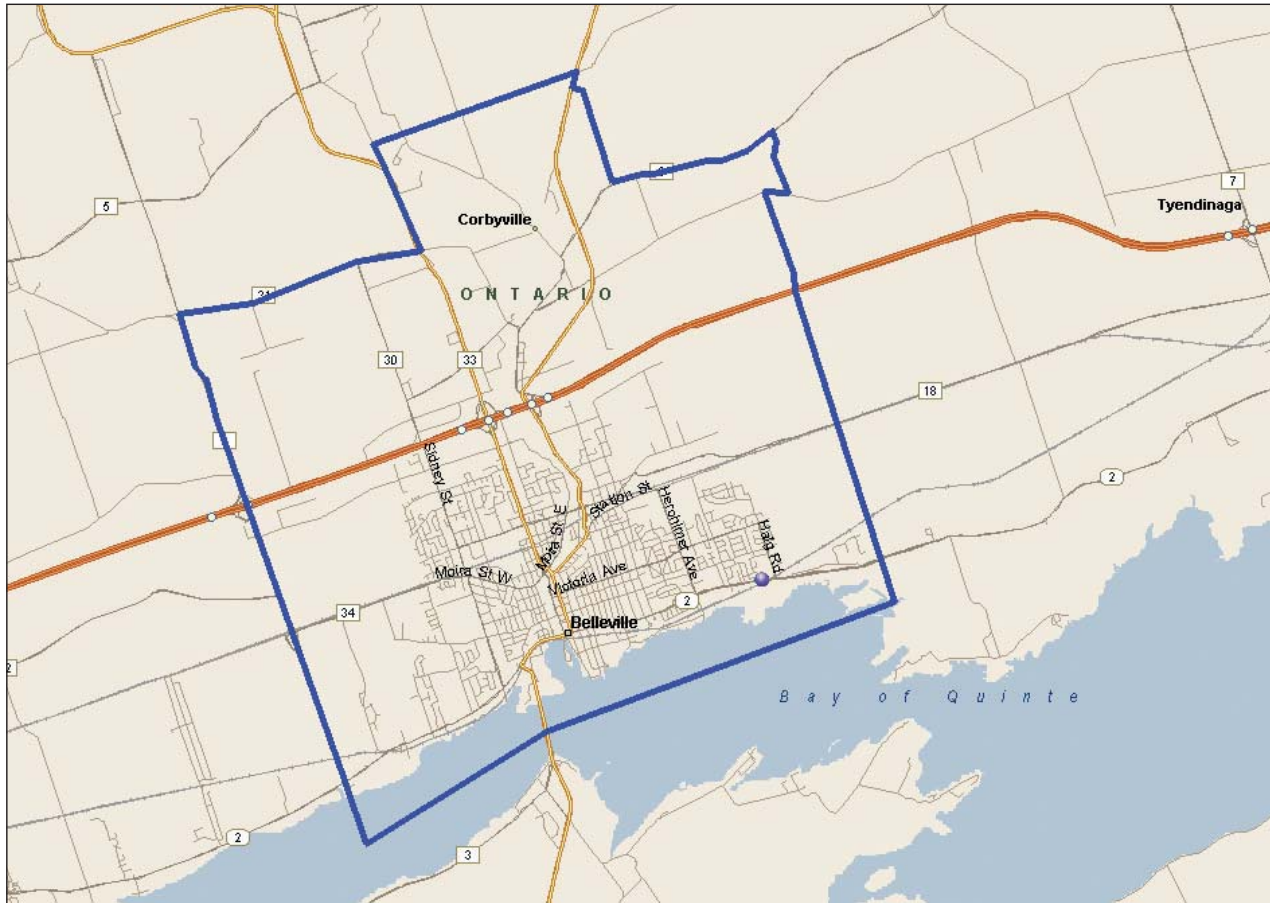 7
Tyendinaga
5
Corbyville
ONTARIO
30
33
18
Sidney St
Station St
Moira St E
Herchimer Ave
Haig Rd
2
Moira St W
Victoria Ave
2
34
Belleville
2
Bay of Quinte
2
3